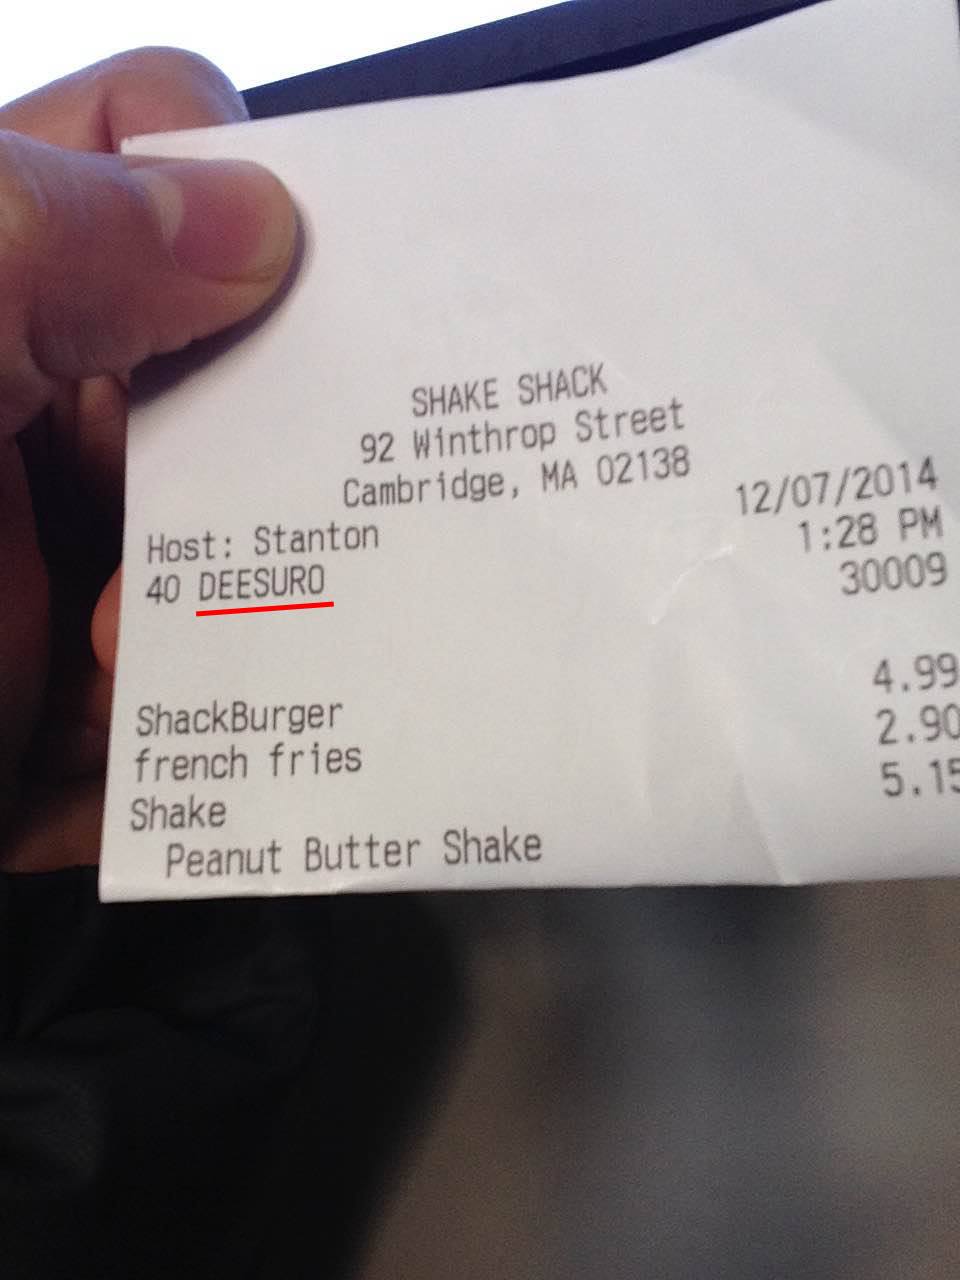 SHAKE SHACK
92 Winthrop Street
Cambridge, MA 02138
12/07/2014
Host: Stanton 1:28 PM
40 DEESURO 30009
ShackBurger 4.99
french fries 2.90
Shake 5.15
Peanut Butter Shake